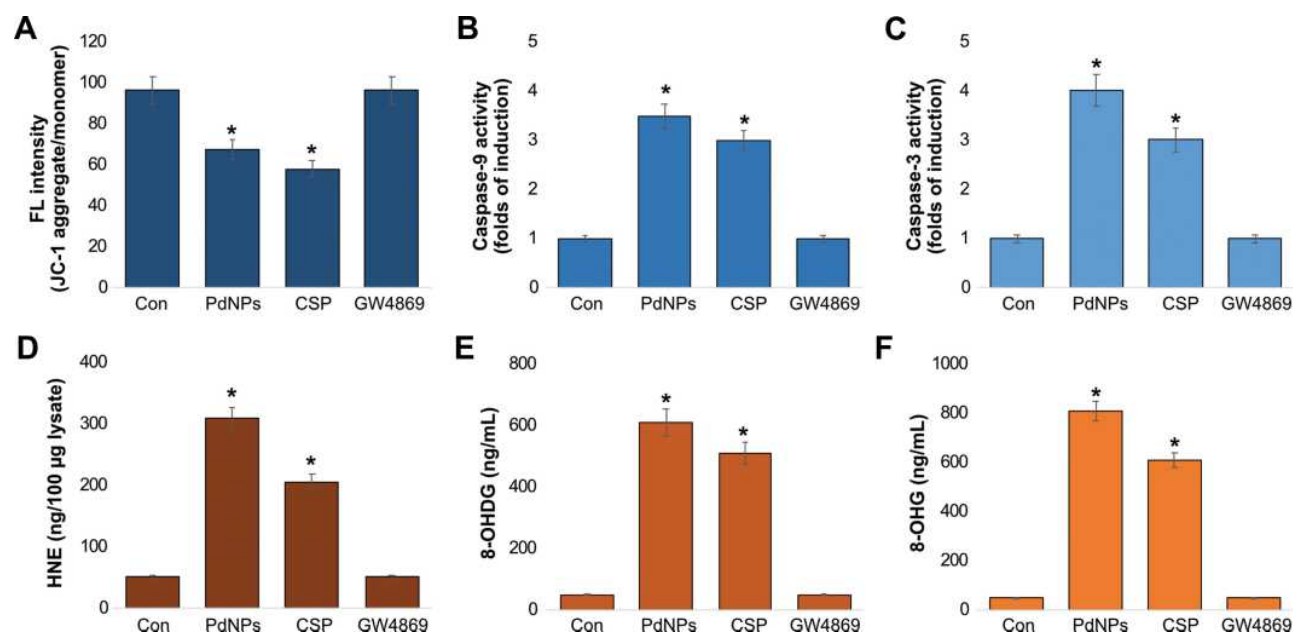 A
FL intensity
(JC-1 aggregate/monomer)
120
100
80
60
40
20
0
*
*
Con
PdNPs
CSP
GW4869
B
Caspase-9 activity
(folds of induction)
5
4
3
2
1
0
*
*
Con
PdNPs
CSP
GW4869
C
Caspase-3 activity
(folds of induction)
5
4
3
2
1
0
*
*
Con
PdNPs
CSP
GW4869
D
HNE (ng/100 µg lysate)
400
300
200
100
0
*
*
Con
PdNPs
CSP
GW4869
E
8-OHDG (ng/mL)
800
600
400
200
0
*
*
Con
PdNPs
CSP
GW4869
F
8-OHG (ng/mL)
1000
800
600
400
200
0
*
*
Con
PdNPs
CSP
GW4869